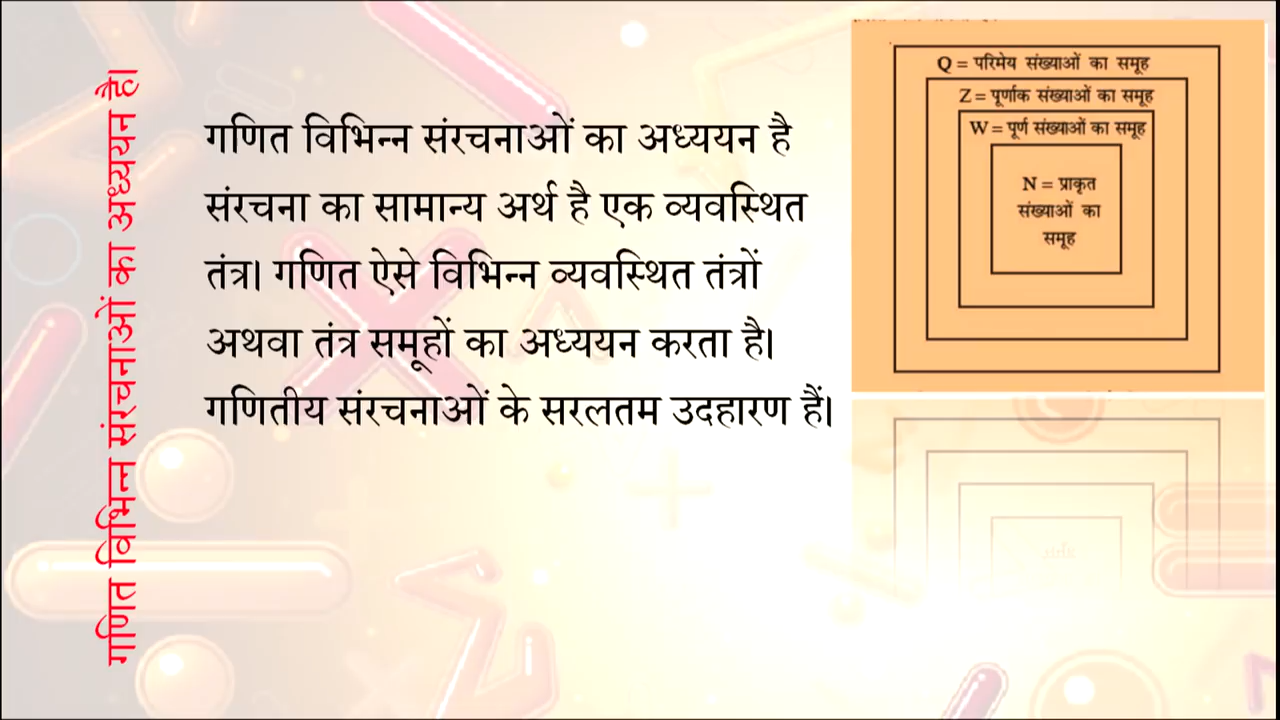 गणित विभिन्न संरचनाओं का अध्ययन है।
गणित विभिन्न संरचनाओं का अध्ययन है
संरचना का सामान्य अर्थ है एक व्यवस्थित
तंत्र। गणित ऐसे विभिन्न व्यवस्थित तंत्रों
अथवा तंत्र समूहों का अध्ययन करता है।
गणितीय संरचनाओं के सरलतम उदहारण हैं।
Q = परिमेय संख्याओं का समूह
Z = पूर्णाक संख्याओं का समूह
W = पूर्ण संख्याओं का समूह
N = प्राकृत
संख्याओं का
समूह